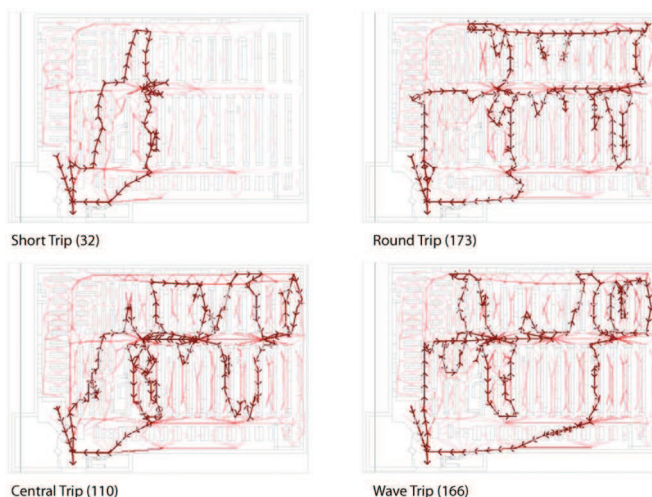 Short Trip (32)
Round Trip (173)
Central Trip (110)
Wave Trip (166)